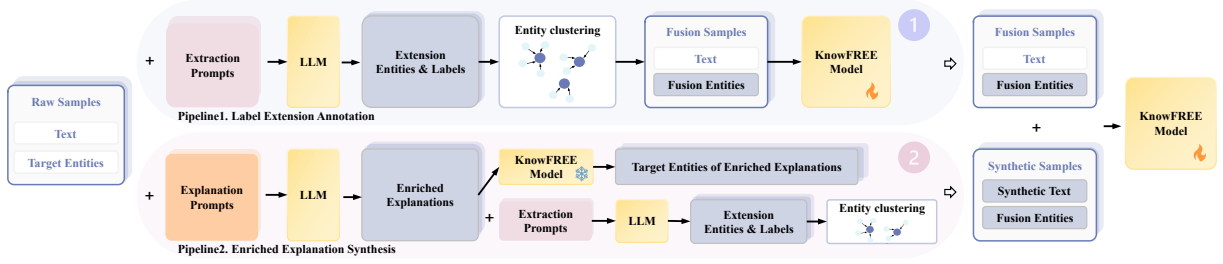 Raw Samples
Text
Target Entities
+
Extraction
Prompts
LLM
Extension
Entities & Labels
Entity clustering
Fusion Samples
Text
Fusion Entities
KnowFREE
Model
1
Pipeline1. Label Extension Annotation
+
Explanation
Prompts
LLM
Enriched
Explanations
KnowFREE
Model
Target Entities of Enriched Explanations
2
+
Extraction
Prompts
LLM
Extension
Entities & Labels
Entity clustering
Pipeline2. Enriched Explanation Synthesis
Fusion Samples
Text
Fusion Entities
+
Synthetic Samples
Synthetic Text
Fusion Entities
KnowFREE
Model